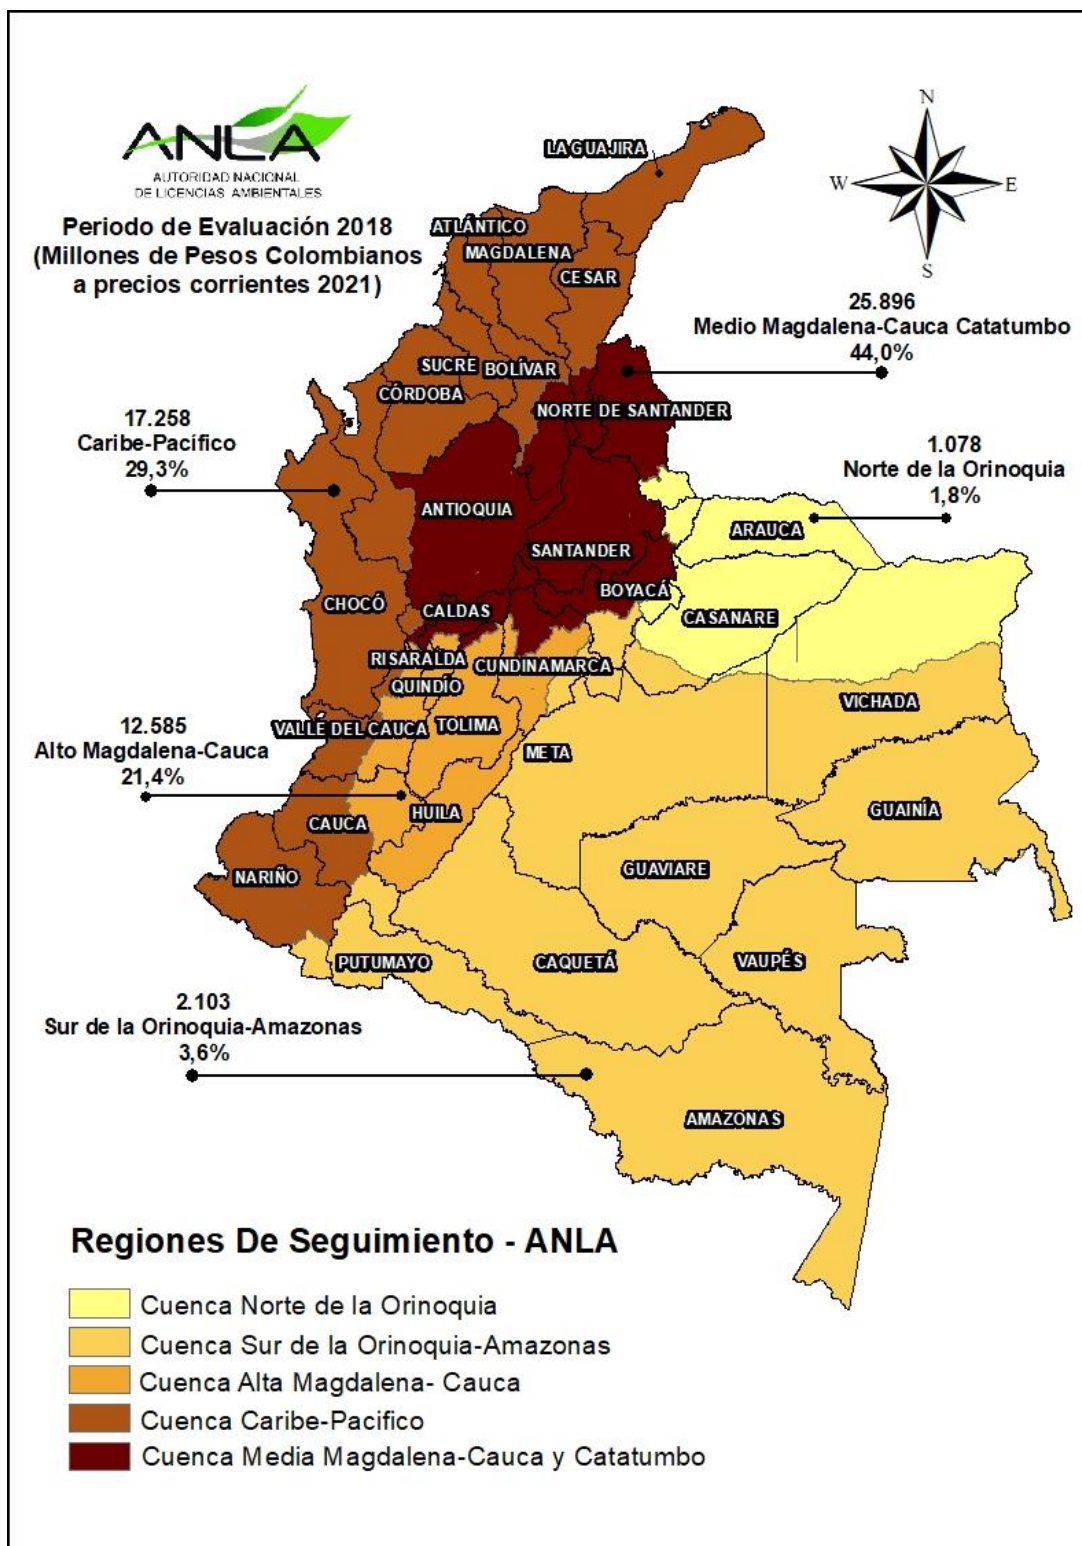 ANLA
AUTORIDAD NACIONAL
DE LICENCIAS AMBIENTALES
Periodo de Evaluación 2018
(Millones de Pesos Colombianos
a precios corrientes 2021)
N
W
E
S
LA GUAJIRA
ATLÁNTICO
MAGDALENA
CESAR
25.896
Medio Magdalena-Cauca Catatumbo
44,0%
SUCRE
BOLÍVAR
CÓRDOBA
NORTE DE SANTANDER
17.258
Caribe-Pacífico
29,3%
1.078
Norte de la Orinoquia
1,8%
ANTIOQUIA
ARAUCA
SANTANDER
BOYACÁ
CHOCÓ
CALDAS
CASANARE
RISARALDA
CUNDINAMARCA
QUINDÍO
VICHADA
12.585
Alto Magdalena-Cauca
21,4%
VALLE DEL CAUCA
TOLIMA
META
GUAINÍA
CAUCA
HUILA
NARIÑO
GUAVIARE
PUTUMAYO
CAQUETÁ
VAUPÉS
2.103
Sur de la Orinoquia-Amazonas
3,6%
AMAZONAS
Regiones De Seguimiento - ANLA
Cuenca Norte de la Orinoquia
Cuenca Sur de la Orinoquia-Amazonas
Cuenca Alta Magdalena- Cauca
Cuenca Caribe-Pacifico
Cuenca Media Magdalena-Cauca y Catatumbo